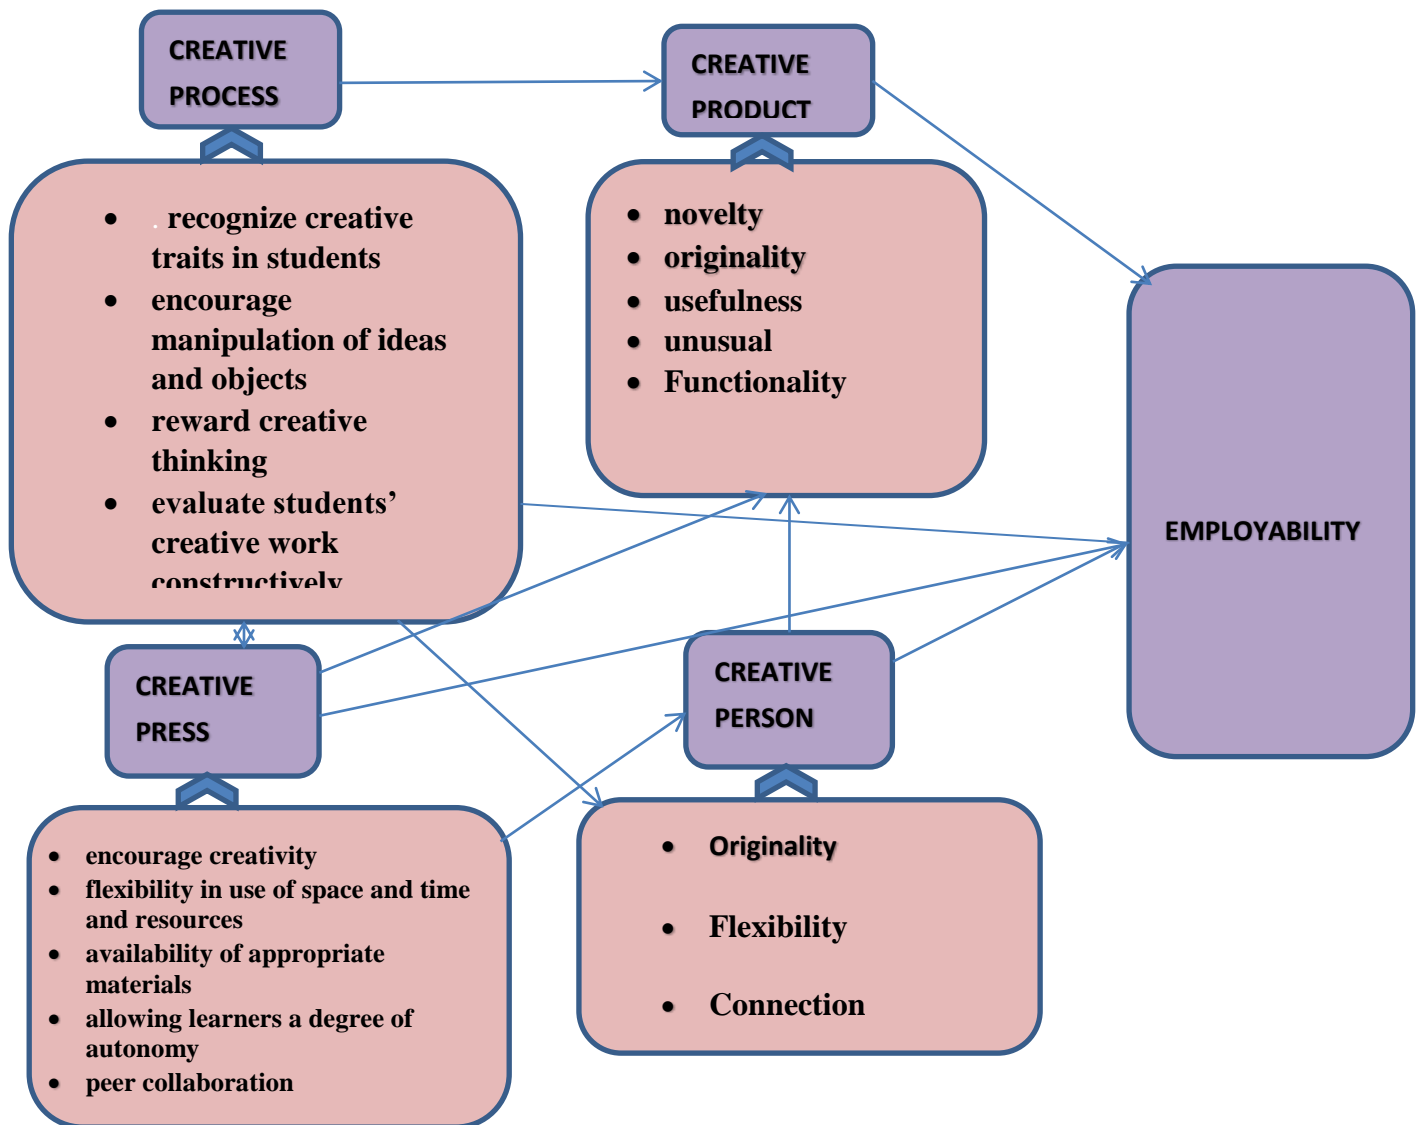 CREATIVE
PROCESS
CREATIVE
PRODUCT
. recognize creative
traits in students
encourage
manipulation of ideas
and objects
reward creative
thinking
evaluate students’
creative work
constructively
novelty
originality
usefulness
unusual
Functionality
EMPLOYABILITY
CREATIVE
PRESS
CREATIVE
PERSON
encourage creativity
flexibility in use of space and time
and resources
availability of appropriate
materials
allowing learners a degree of
autonomy
peer collaboration
Originality
Flexibility
Connection